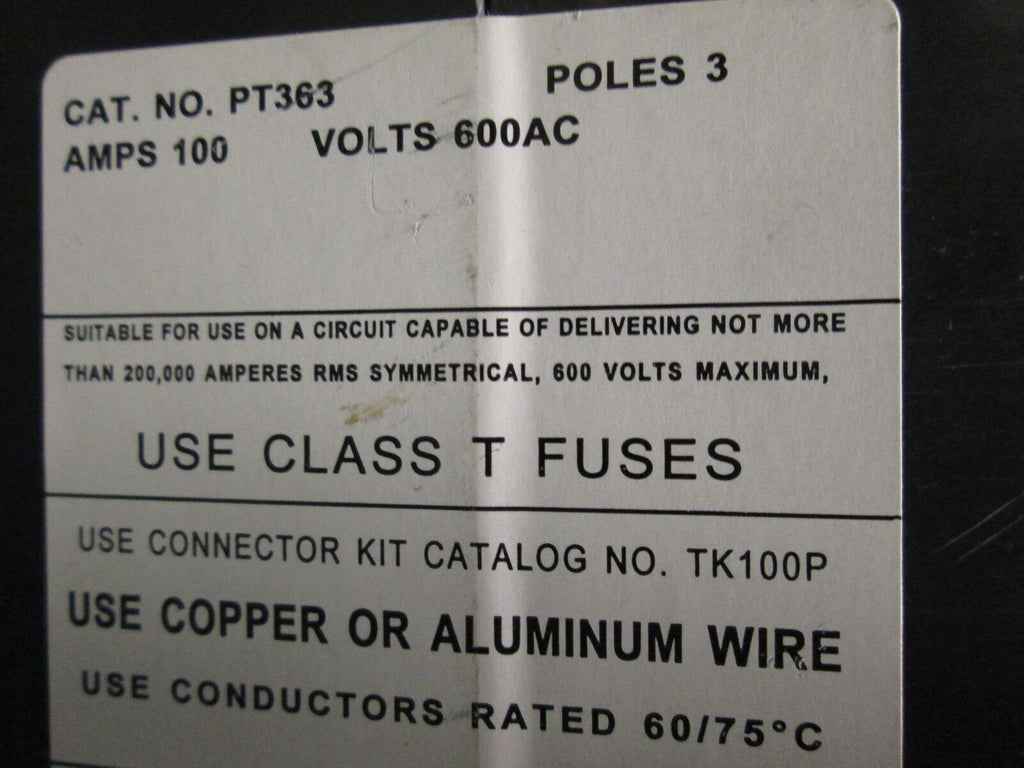 CAT. NO. PT363 POLES 3
AMPS 100 VOLTS 600AC
SUITABLE FOR USE ON A CIRCUIT CAPABLE OF DELIVERING NOT MORE
THAN 200,000 AMPERES RMS SYMMETRICAL, 600 VOLTS MAXIMUM,
USE CLASS T FUSES
USE CONNECTOR KIT CATALOG NO. TK100P
USE COPPER OR ALUMINUM WIRE
USE CONDUCTORS RATED 60/75°C